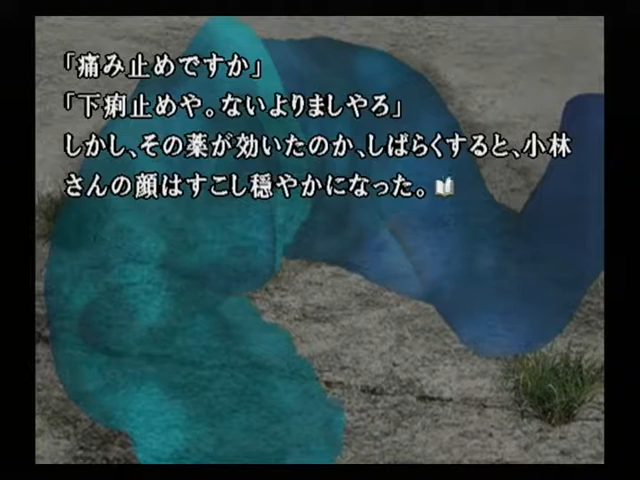 「痛み止めですか」
「下痢止めや。ないよりましやろ」
しかし、その薬が効いたのか、しばらくすると、小林
さんの顔はすこし穏やかになった。